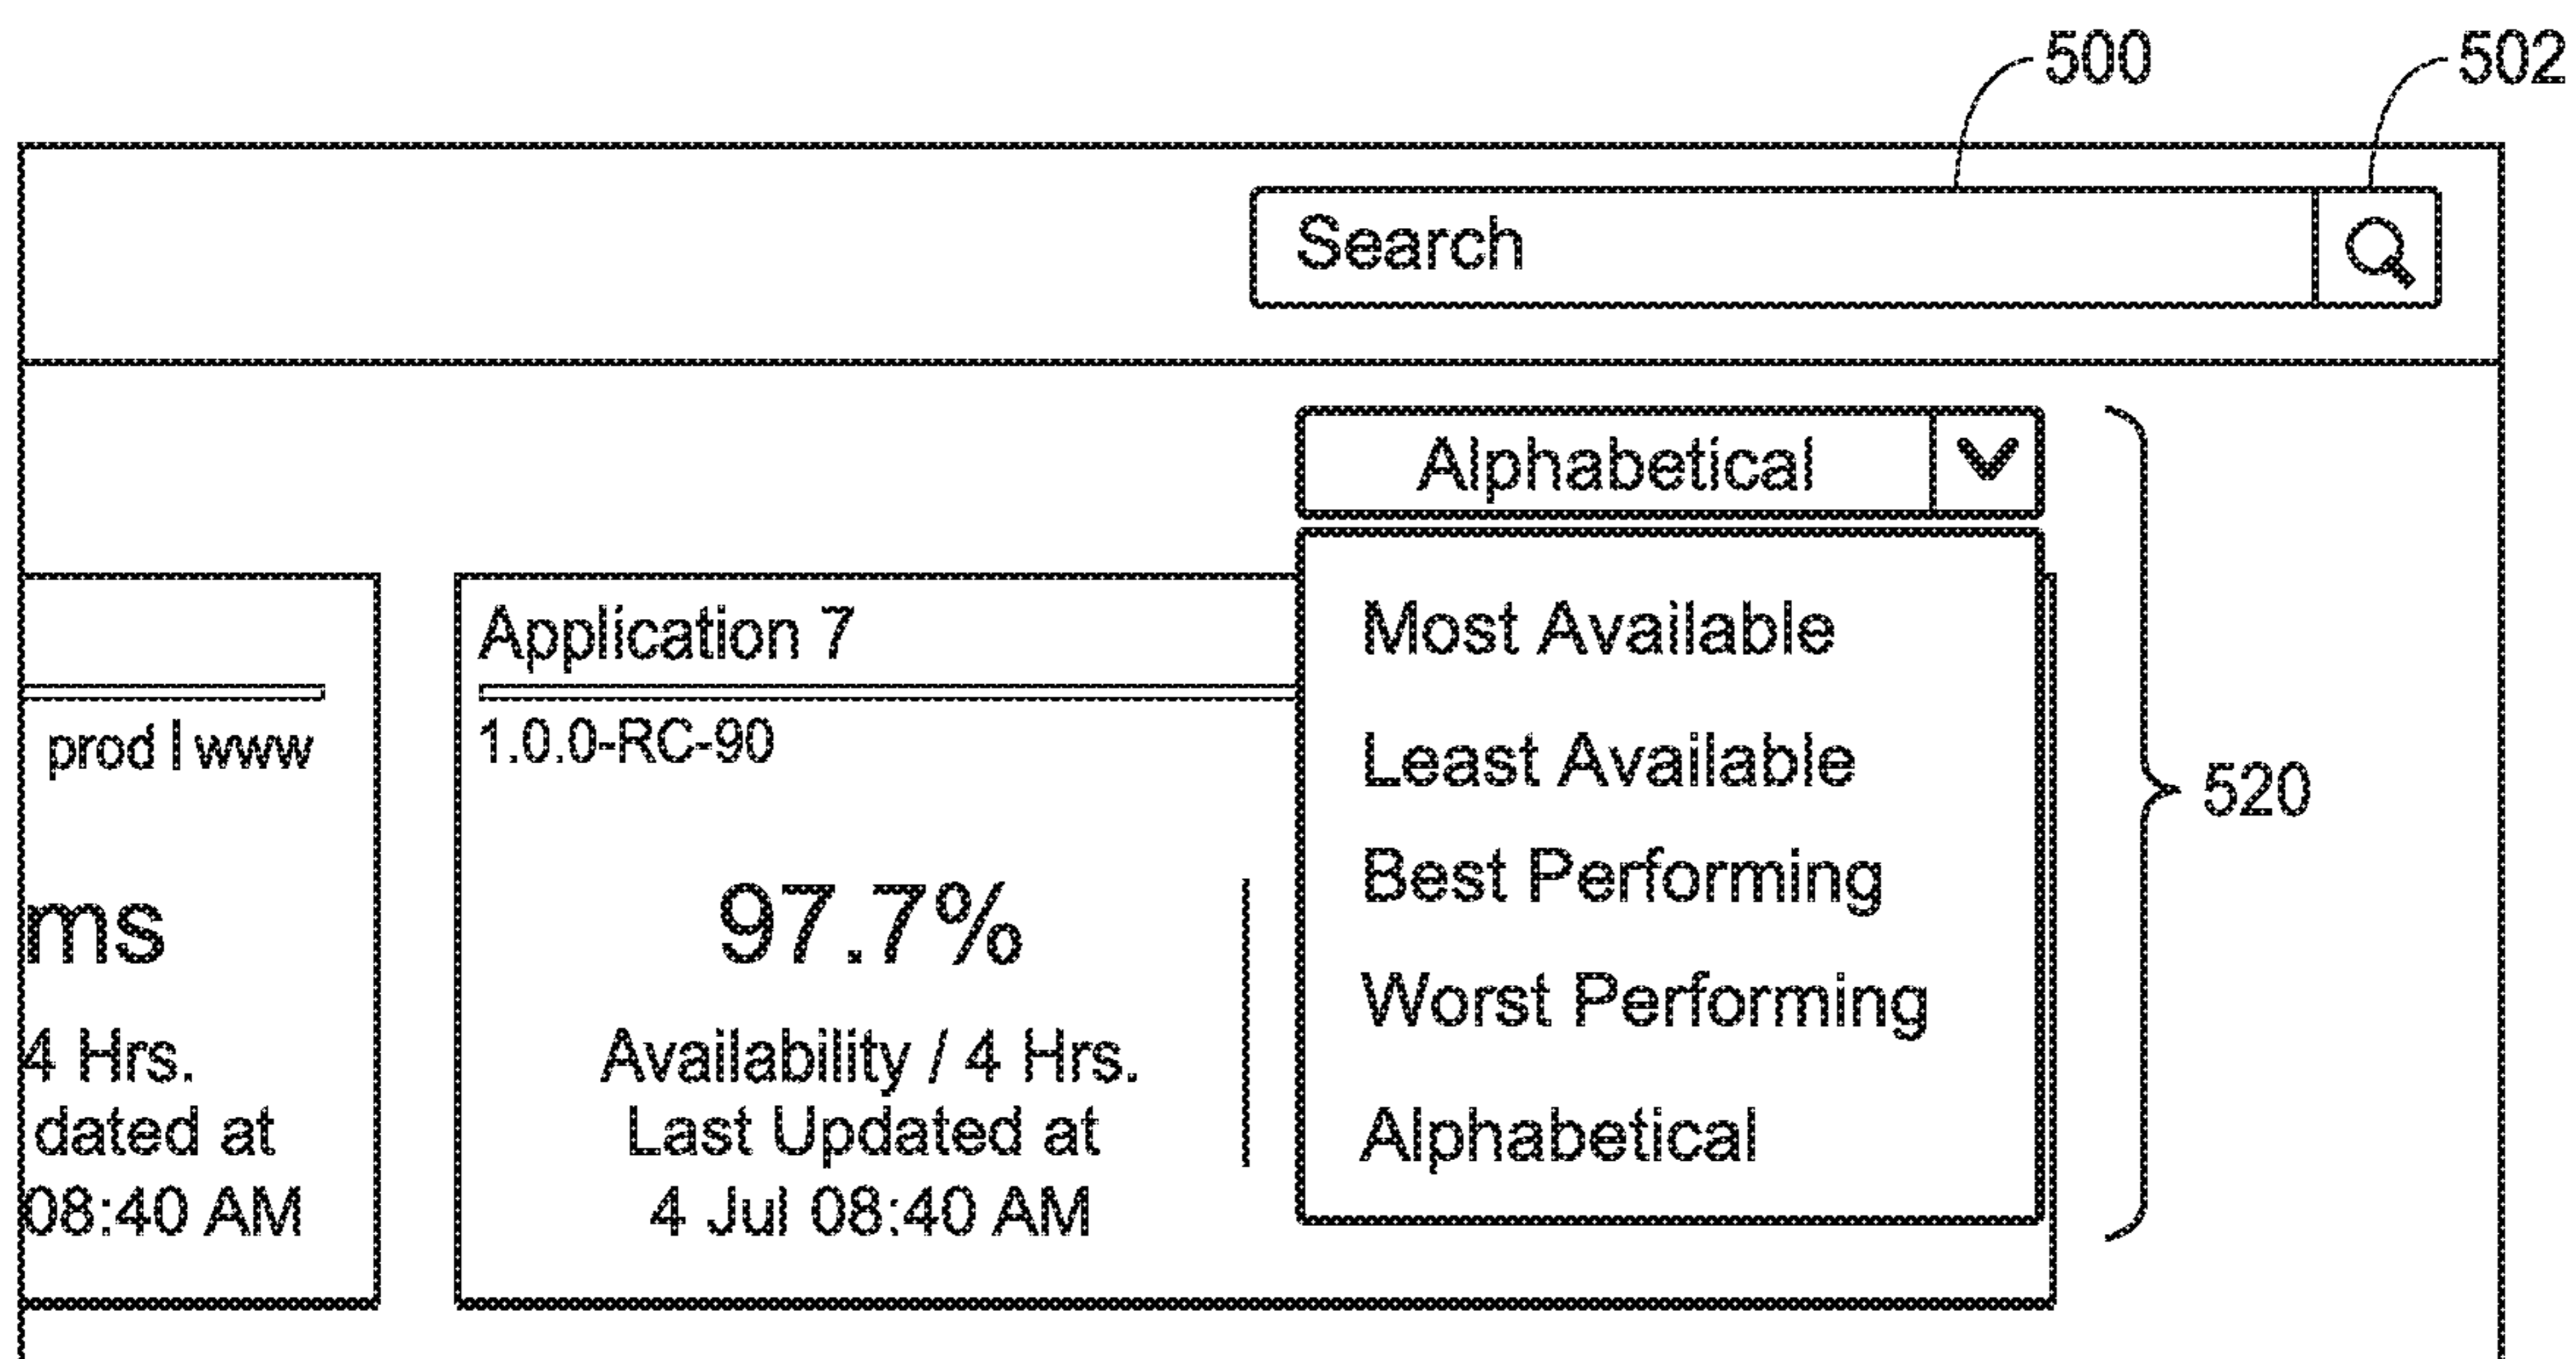 500
502
Search
Alphabetical
Most Available
Least Available
Best Performing
Worst Performing
Alphabetical
520
prod | www
ms
4 Hrs.
dated at
08:40 AM
Application 7
1.0.0-RC-90
97.7%
Availability / 4 Hrs.
Last Updated at
4 Jul 08:40 AM